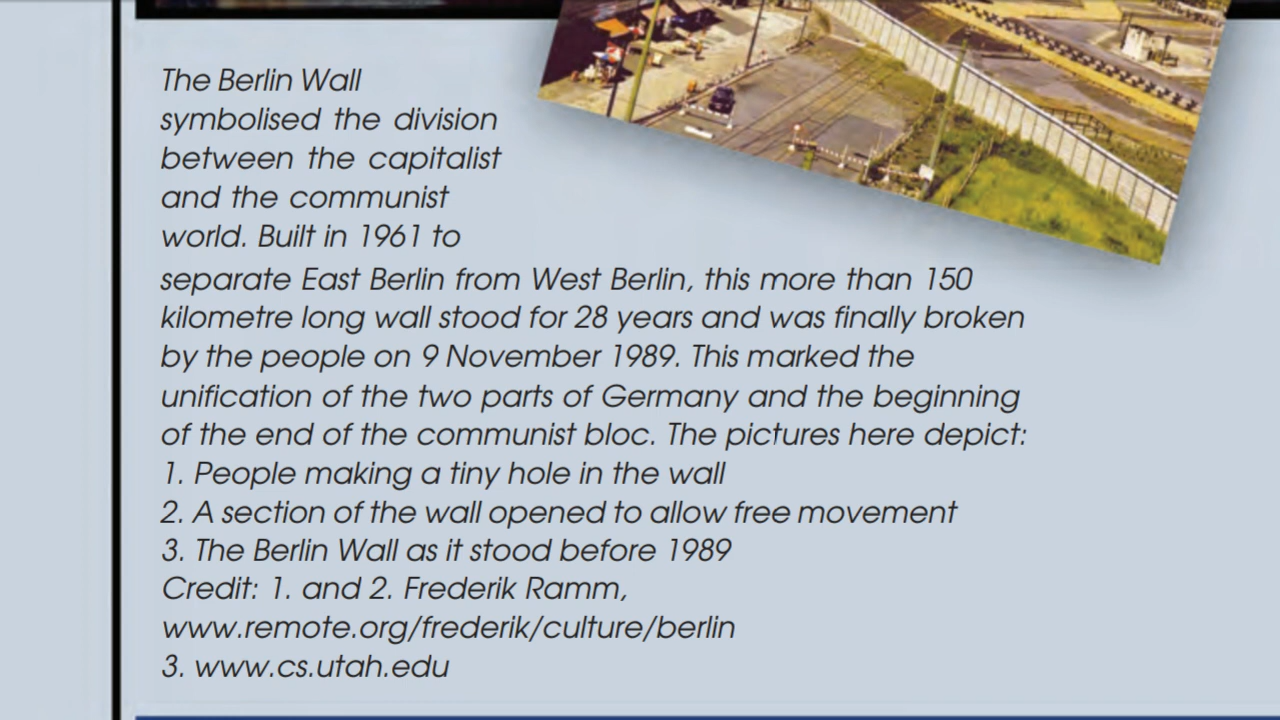 The Berlin Wall
symbolised the division
between the capitalist
and the communist
world. Built in 1961 to
separate East Berlin from West Berlin, this more than 150
kilometre long wall stood for 28 years and was finally broken
by the people on 9 November 1989. This marked the
unification of the two parts of Germany and the beginning
of the end of the communist bloc. The pictures here depict:
1. People making a tiny hole in the wall
2. A section of the wall opened to allow free movement
3. The Berlin Wall as it stood before 1989
Credit: 1. and 2. Frederik Ramm,
www.remote.org/frederik/culture/berlin
3. www.cs.utah.edu